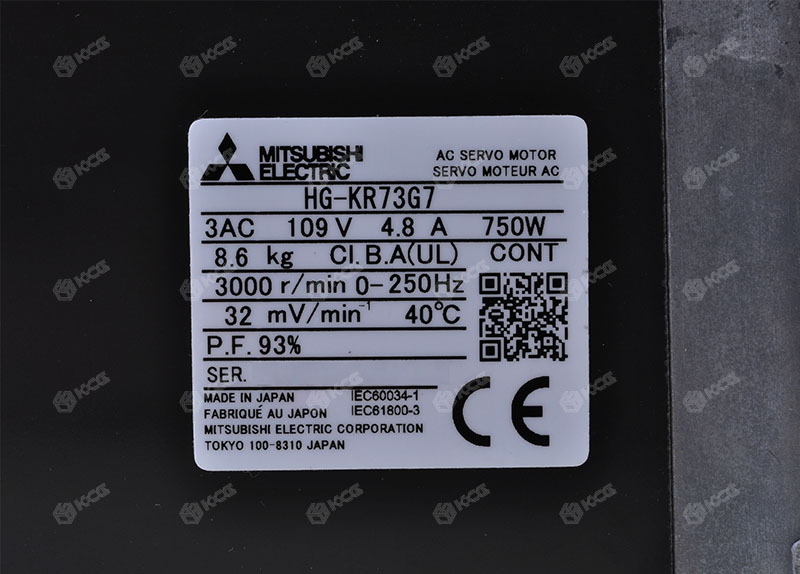 MITSUBISHI ELECTRIC
AC SERVO MOTOR
SERVO MOTEUR AC
HG-KR73G7
3AC 109 V 4.8 A 750W
8.6 kg CI.B.A(UL) CONT
3000 r/min 0-250Hz
32 mV/min⁻¹ 40℃
P.F. 93%
SER.
MADE IN JAPAN IEC60034-1
FABRIQUÉ AU JAPON IEC61800-3
MITSUBISHI ELECTRIC CORPORATION
TOKYO 100-8310 JAPAN
CE
KCG